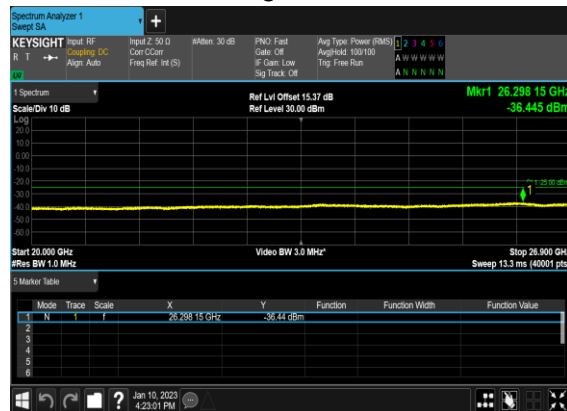 Spectrum Analyzer 1
Swept SA
+
KEYSIGHT Input: RF Input Z: 50 Ω #Atten: 30 dB PNO: Fast Avg Type: Power (RMS) 1 2 3 4 5 6
R T Coupling: DC Corr CCorr Gate: Off Avg|Hold: 100/100 A W W W W W
Align: Auto Freq Ref: Int (S) IF Gain: Low Trig: Free Run
Sig Track: Off A N N N N N
1 Spectrum Ref Lvl Offset 15.37 dB Mkr1 26.298 15 GHz
Scale/Div 10 dB Ref Level 30.00 dBm -36.445 dBm
Log
20.0
10.0
0.00
-10.0
-20.0
-30.0
-40.0
-50.0
-60.0
1
Start 20.000 GHz Video BW 3.0 MHz* Stop 26.900 GHz
#Res BW 1.0 MHz Sweep 13.3 ms (40001 pts
5 Marker Table
Mode Trace Scale X Y Function Function Width Function Value
1 N 1 f 26.298 15 GHz -36.44 dBm
2
3
4
5
6
? Jan 10, 2023
4:23:01 PM